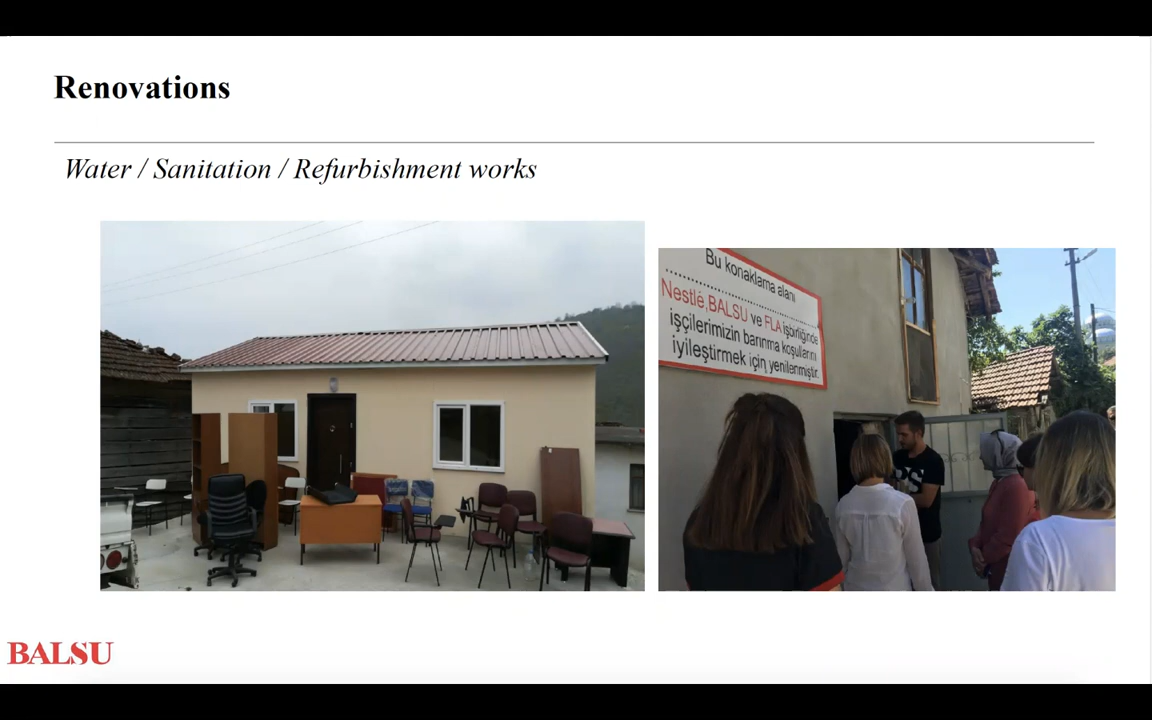 Renovations
Water / Sanitation / Refurbishment works
Bu konaklama alanı
Nestlé,BALSU ve FLA işbirliğinde
işçilerimizin barınma koşullarını
iyileştirmek için yenilenmiştir.
BALSU